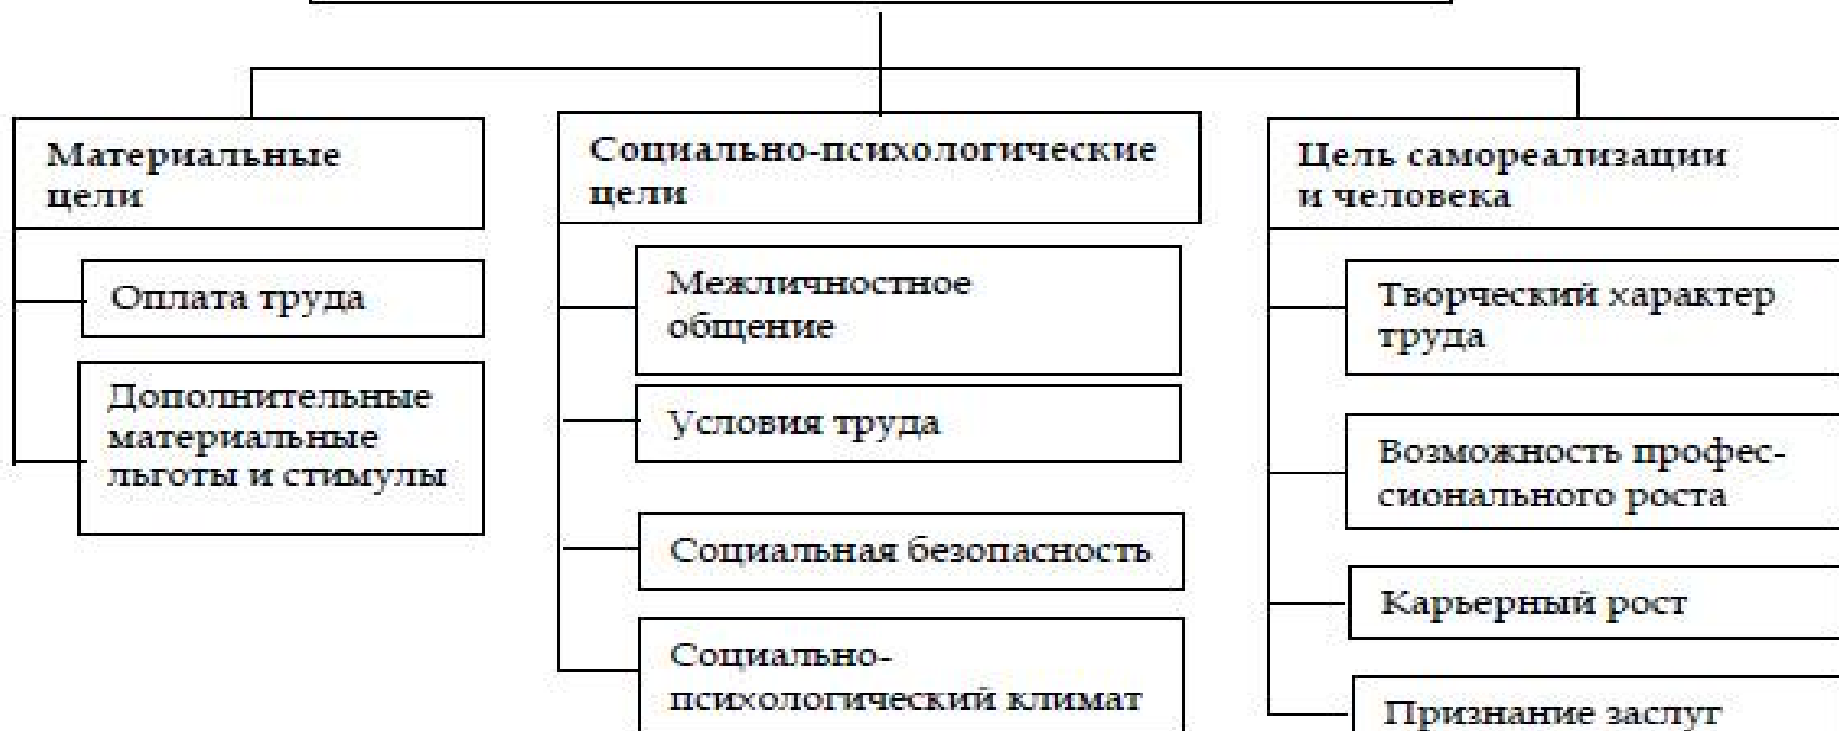 Материальные
цели
Оплата труда
Дополнительные
материальные
льготы и стимулы
Социально-психологические
цели
Межличностное
общение
Условия труда
Социальная безопасность
Социально-
психологический климат
Цель самореализации
и человека
Творческий характер
труда
Возможность профес-
сионального роста
Карьерный рост
Признание заслуг